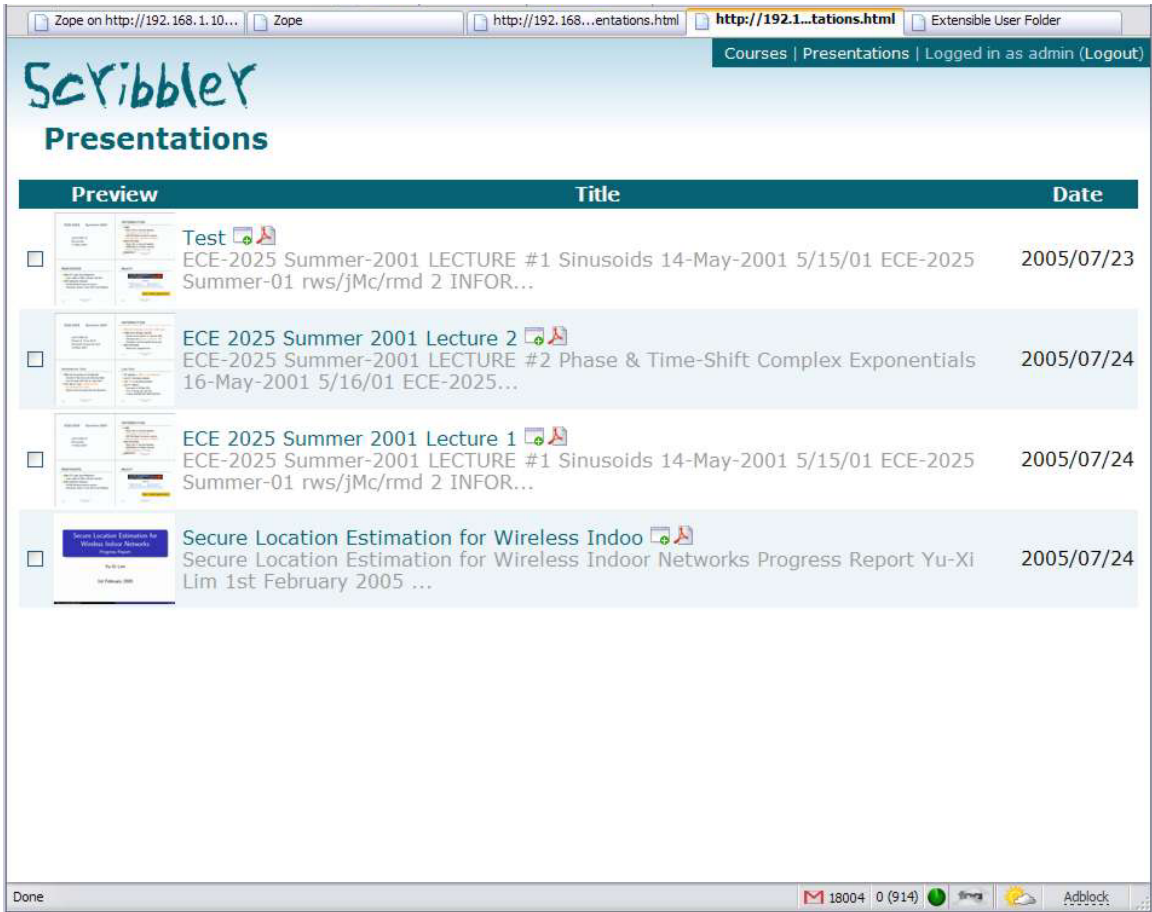 Zope on http://192.168.1.10...
Zope
http://192.168...entations.html
http://192.1...tations.html
Extensible User Folder
Courses | Presentations | Logged in as admin (Logout)
Scribbler
Presentations
Preview Title Date
Test
ECE-2025 Summer-2001 LECTURE #1 Sinusoids 14-May-2001 5/15/01 ECE-2025
Summer-01 rws/jMc/rmd 2 INFOR...
2005/07/23
ECE 2025 Summer 2001 Lecture 2
ECE-2025 Summer-2001 LECTURE #2 Phase & Time-Shift Complex Exponentials
16-May-2001 5/16/01 ECE-2025...
2005/07/24
ECE 2025 Summer 2001 Lecture 1
ECE-2025 Summer-2001 LECTURE #1 Sinusoids 14-May-2001 5/15/01 ECE-2025
Summer-01 rws/jMc/rmd 2 INFOR...
2005/07/24
Secure Location Estimation for
Wireless Indoor Networks
Progress Report
Yu-Xi Lim
1st February 2005
Secure Location Estimation for Wireless Indoo
Secure Location Estimation for Wireless Indoor Networks Progress Report Yu-Xi
Lim 1st February 2005 ...
2005/07/24
Done
18004 0 (914)
Adblock